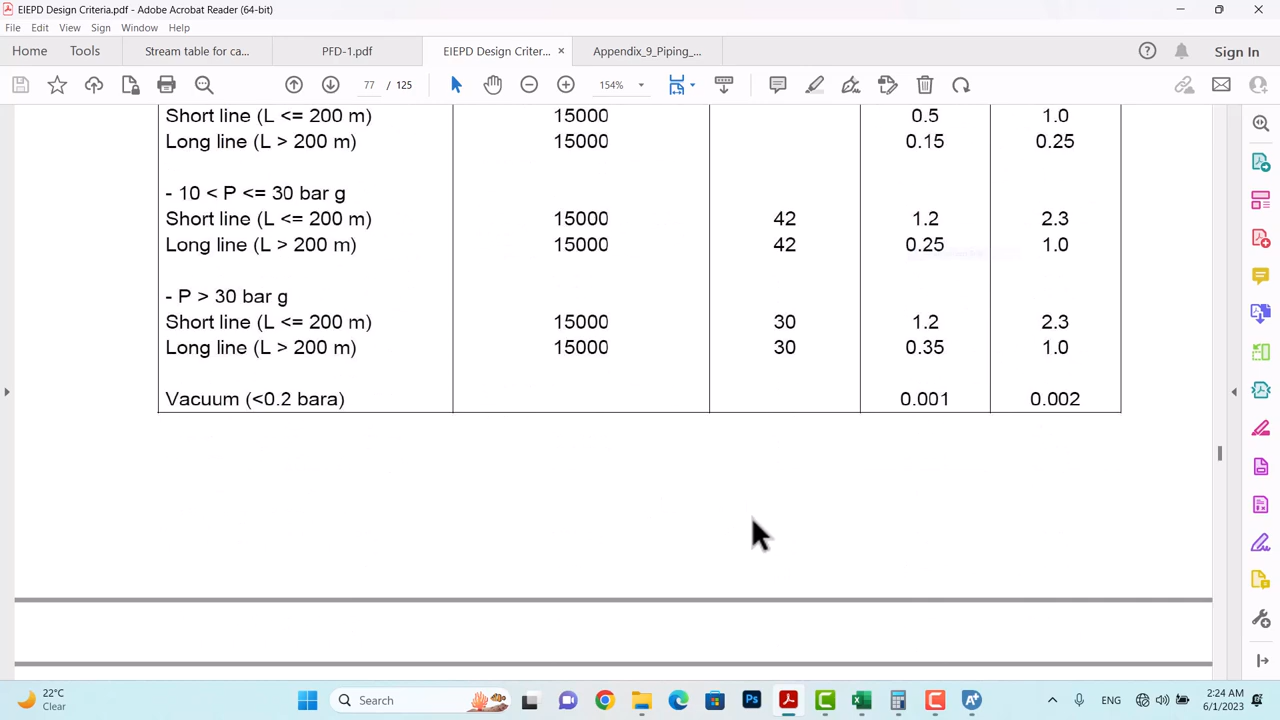 EIEPD Design Criteria.pdf - Adobe Acrobat Reader (64-bit)
File Edit View Sign Window Help
Home Tools Stream table for ca... PFD-1.pdf EIEPD Design Criter... × Appendix_9_Piping_... Sign In
77 / 125 154%
Short line (L <= 200 m) 15000 0.5 1.0
Long line (L > 200 m) 15000 0.15 0.25
- 10 < P <= 30 bar g
Short line (L <= 200 m) 15000 42 1.2 2.3
Long line (L > 200 m) 15000 42 0.25 1.0
- P > 30 bar g
Short line (L <= 200 m) 15000 30 1.2 2.3
Long line (L > 200 m) 15000 30 0.35 1.0
Vacuum (<0.2 bara) 0.001 0.002
22°C
Clear
Search
Ps
A+
ENG
2:24 AM
6/1/2023